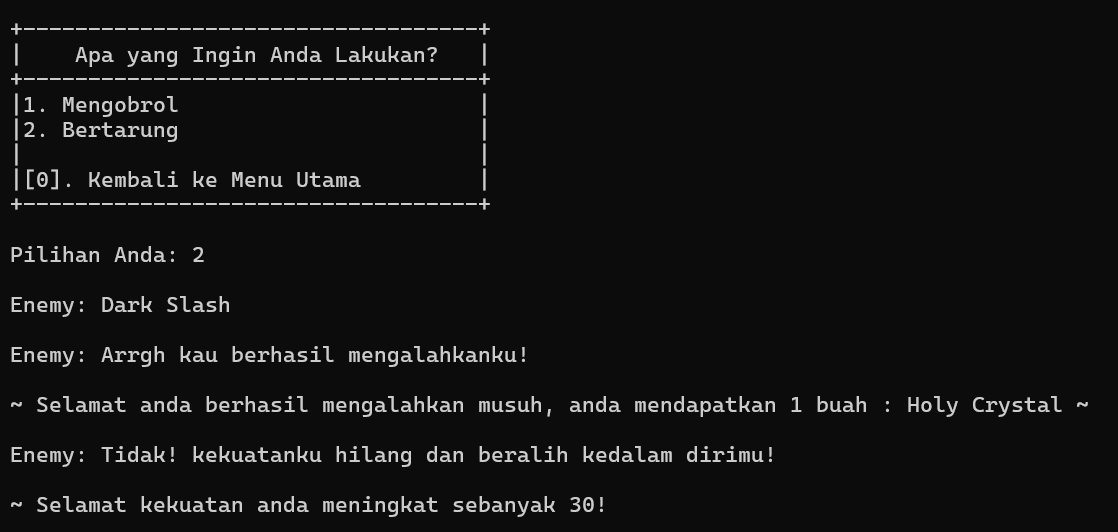 +-----------------------------------+
|    Apa yang Ingin Anda Lakukan?   |
+-----------------------------------+
|1. Mengobrol                       |
|2. Bertarung                       |
|                                   |
|[0]. Kembali ke Menu Utama         |
+-----------------------------------+
Pilihan Anda: 2
Enemy: Dark Slash
Enemy: Arrgh kau berhasil mengalahkanku!
~ Selamat anda berhasil mengalahkan musuh, anda mendapatkan 1 buah : Holy Crystal ~
Enemy: Tidak! kekuatanku hilang dan beralih kedalam dirimu!
~ Selamat kekuatan anda meningkat sebanyak 30!